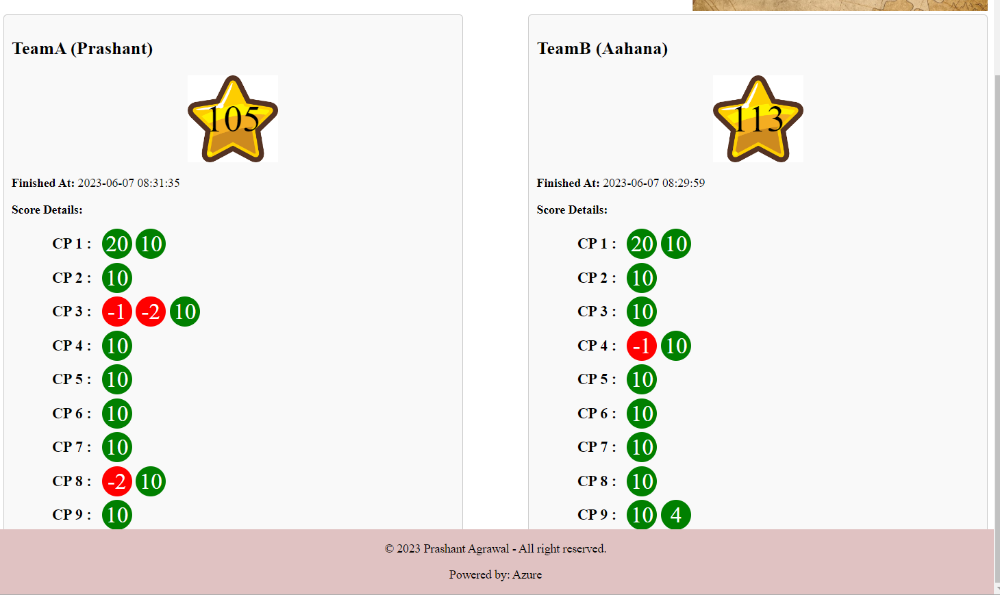 TeamA (Prashant)
105
Finished At: 2023-06-07 08:31:35
Score Details:
CP 1 : 20 10
CP 2 : 10
CP 3 : -1 -2 10
CP 4 : 10
CP 5 : 10
CP 6 : 10
CP 7 : 10
CP 8 : -2 10
CP 9 : 10
TeamB (Aahana)
113
Finished At: 2023-06-07 08:29:59
Score Details:
CP 1 : 20 10
CP 2 : 10
CP 3 : 10
CP 4 : -1 10
CP 5 : 10
CP 6 : 10
CP 7 : 10
CP 8 : 10
CP 9 : 10 4
© 2023 Prashant Agrawal - All right reserved.
Powered by: Azure